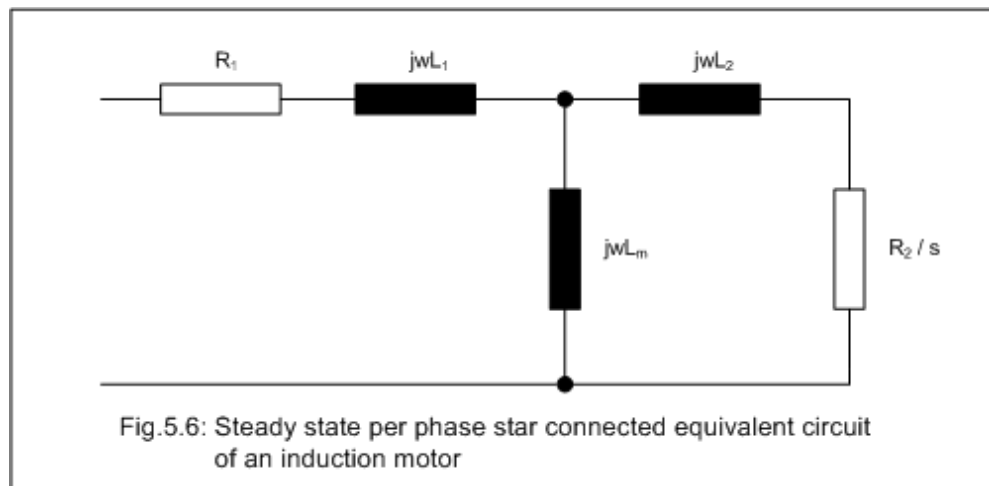 R₁ jwL₁ jwL₂
jwLₘ R₂ / s
Fig.5.6: Steady state per phase star connected equivalent circuit
of an induction motor